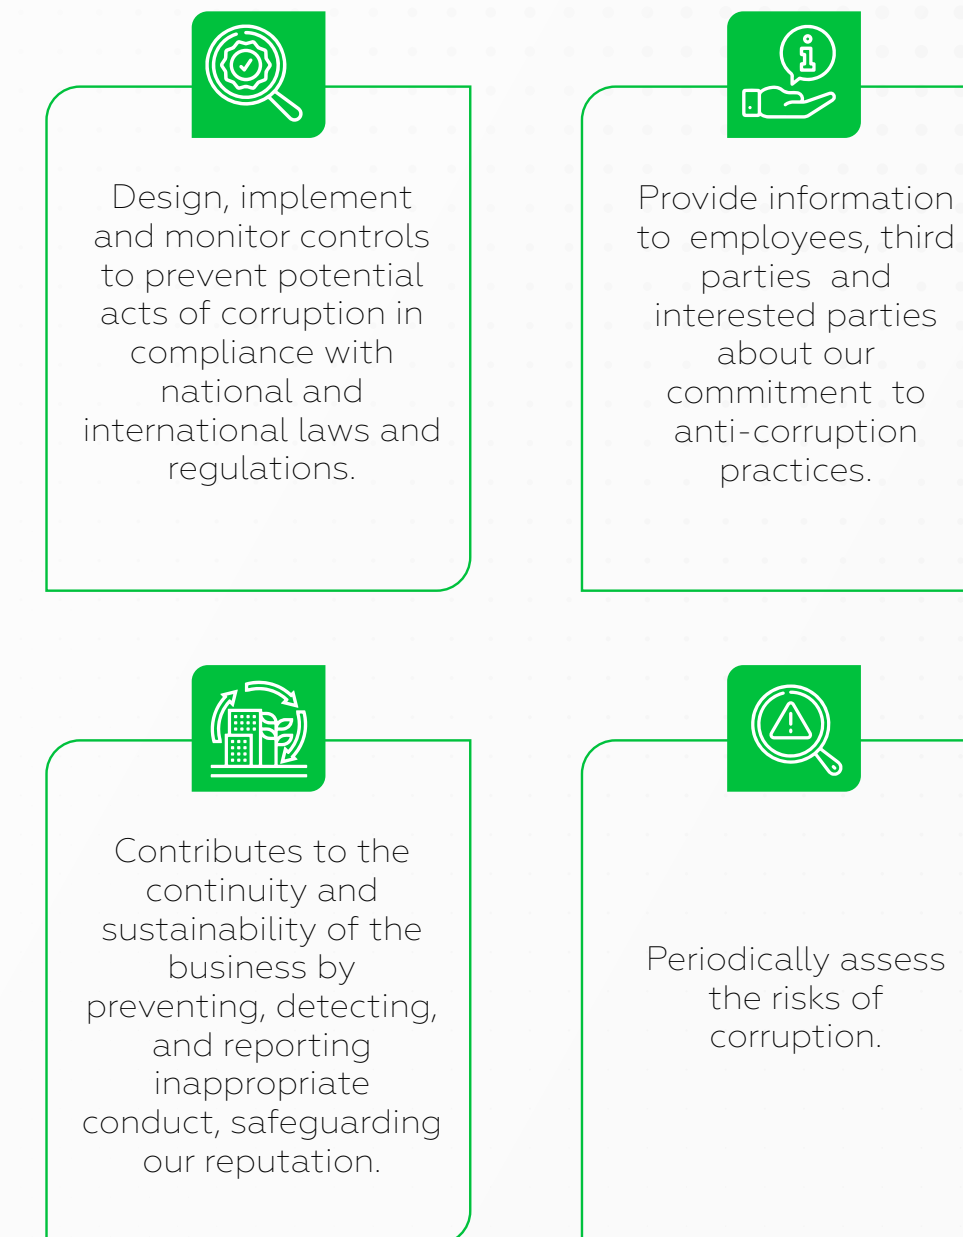 Design, implement
and monitor controls
to prevent potential
acts of corruption in
compliance with
national and
international laws and
regulations.
Provide information
to employees, third
parties and
interested parties
about our
commitment to
anti-corruption
practices.
Contributes to the
continuity and
sustainability of the
business by
preventing, detecting,
and reporting
inappropriate
conduct, safeguarding
our reputation.
Periodically assess
the risks of
corruption.